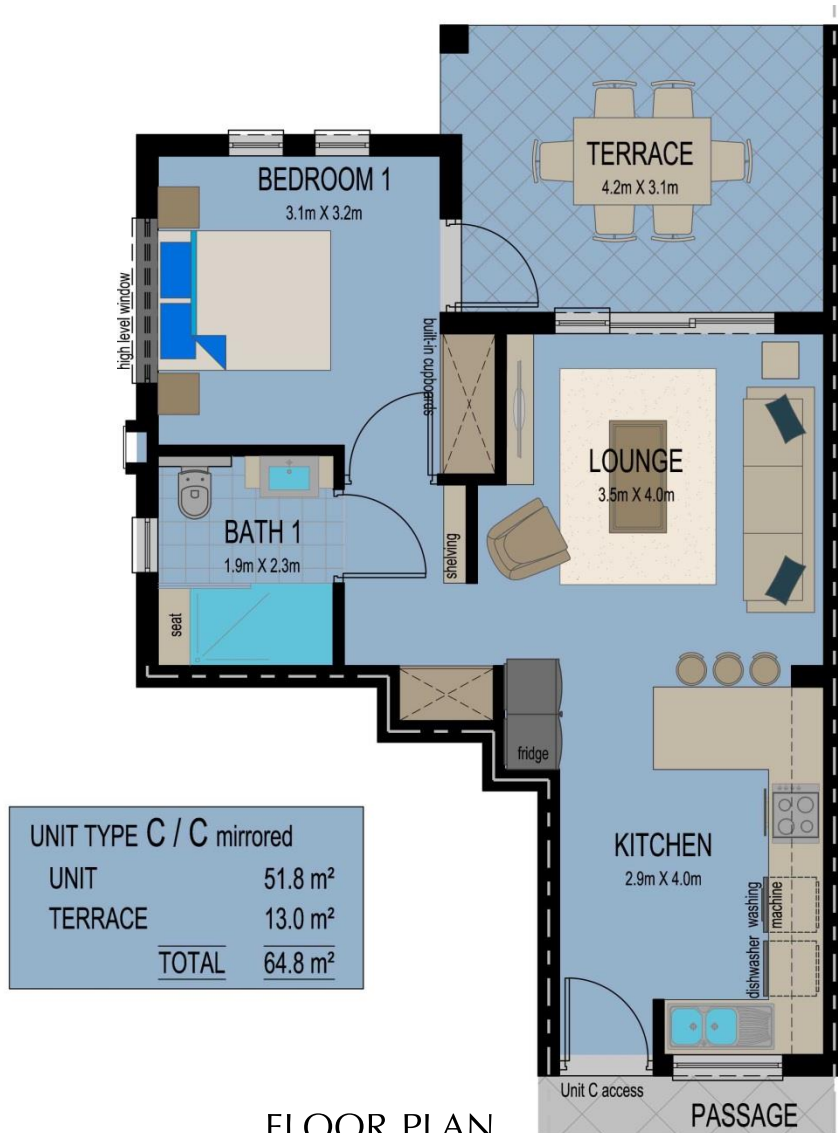 TERRACE
4.2m X 3.1m
BEDROOM 1
3.1m X 3.2m
high level window
built-in cupboards
LOUNGE
3.5m X 4.0m
BATH 1
1.9m X 2.3m
shelving
seat
fridge
KITCHEN
2.9m X 4.0m
washing
machine
dishwasher
UNIT TYPE C / C mirrored
UNIT 51.8 m²
TERRACE 13.0 m²
TOTAL 64.8 m²
Unit C access
PASSAGE
FLOOR PLAN